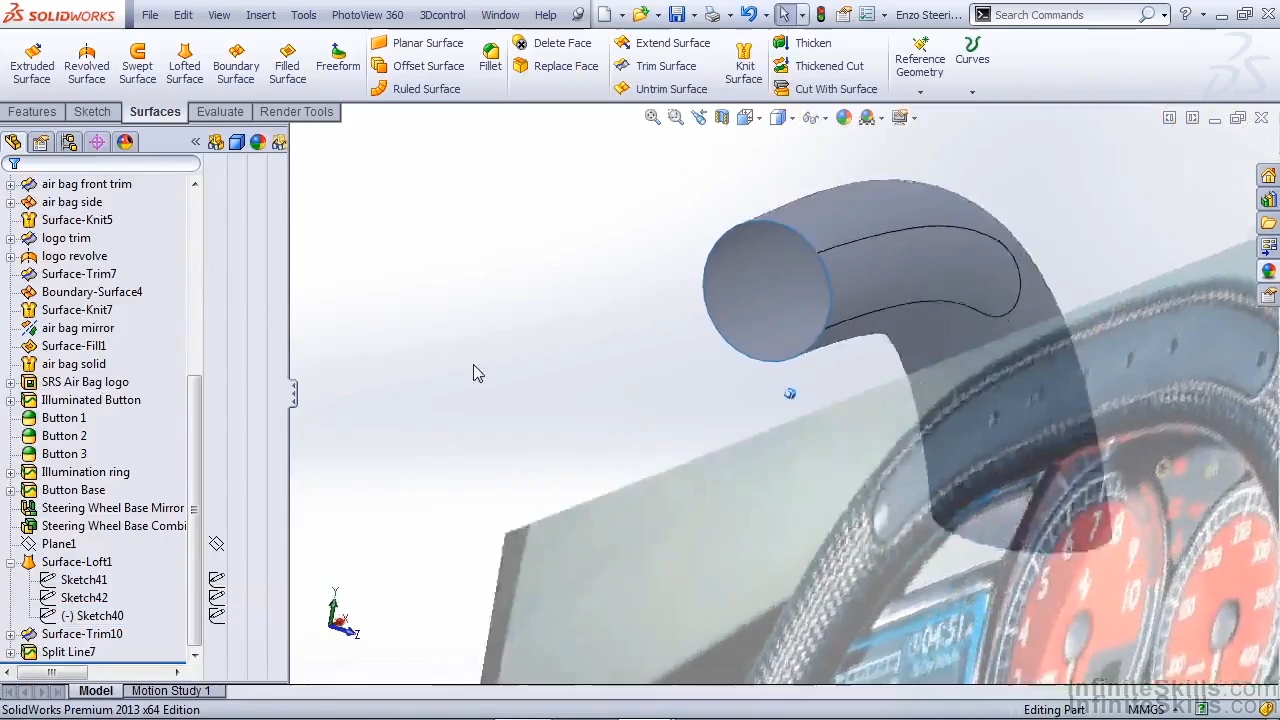 SOLIDWORKS File Edit View Insert Tools PhotoView 360 3Dcontrol Window Help Enzo Steeri... Search Commands
Extruded Surface
Revolved Surface
Swept Surface
Lofted Surface
Boundary Surface
Filled Surface
Freeform
Planar Surface
Offset Surface
Ruled Surface
Fillet
Delete Face
Replace Face
Extend Surface
Trim Surface
Untrim Surface
Knit Surface
Thicken
Thickened Cut
Cut With Surface
Reference Geometry
Curves
Features Sketch Surfaces Evaluate Render Tools
air bag front trim
air bag side
Surface-Knit5
logo trim
logo revolve
Surface-Trim7
Boundary-Surface4
Surface-Knit7
air bag mirror
Surface-Fill1
air bag solid
SRS Air Bag logo
Illuminated Button
Button 1
Button 2
Button 3
Illumination ring
Button Base
Steering Wheel Base Mirror
Steering Wheel Base Combi
Plane1
Surface-Loft1
Sketch41
Sketch42
(-) Sketch40
Surface-Trim10
Split Line7
Y
X
Z
Model Motion Study 1
InfiniteSkills.com
SolidWorks Premium 2013 x64 Edition Editing Part MMGS